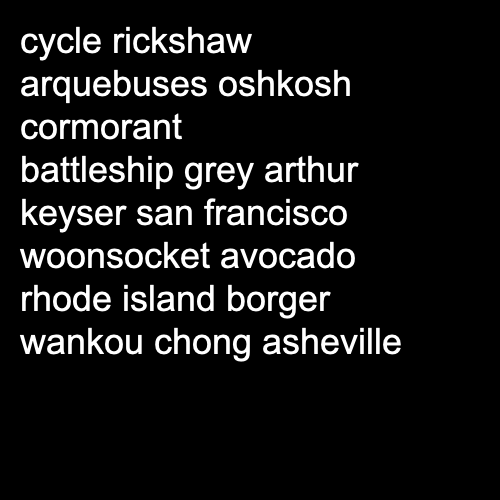 cycle rickshaw
arquebuses oshkosh
cormorant
battleship grey arthur
keyser san francisco
woonsocket avocado
rhode island borger
wankou chong asheville